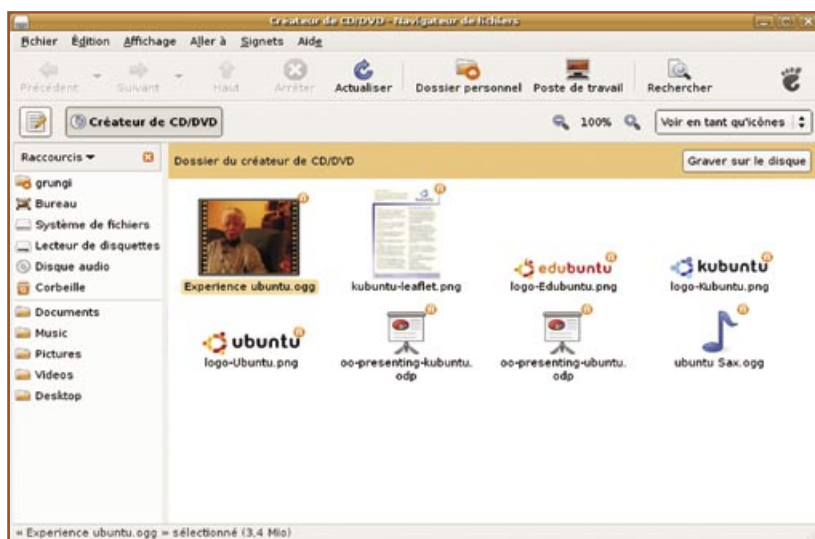 Créateur de CD/DVD - Navigateur de fichiers
Fichier Édition Affichage Aller à Signets Aide
Précédent Suivant Haut Arrêter Actualiser Dossier personnel Poste de travail Rechercher
Créateur de CD/DVD 100% Voir en tant qu'icônes
Raccourcis
Dossier du créateur de CD/DVD Graver sur le disque
grungi
Bureau
Système de fichiers
Lecteur de disquettes
Disque audio
Corbeille
Documents
Music
Pictures
Videos
Desktop
kubuntu
edubuntu
kubuntu
Experience ubuntu.ogg kubuntu-leaflet.png logo-Edubuntu.png logo-Kubuntu.png
ubuntu
logo-Ubuntu.png oo-presenting-kubuntu.odp oo-presenting-ubuntu.odp ubuntu Sax.ogg
« Experience ubuntu.ogg » sélectionné (3,4 Mio)